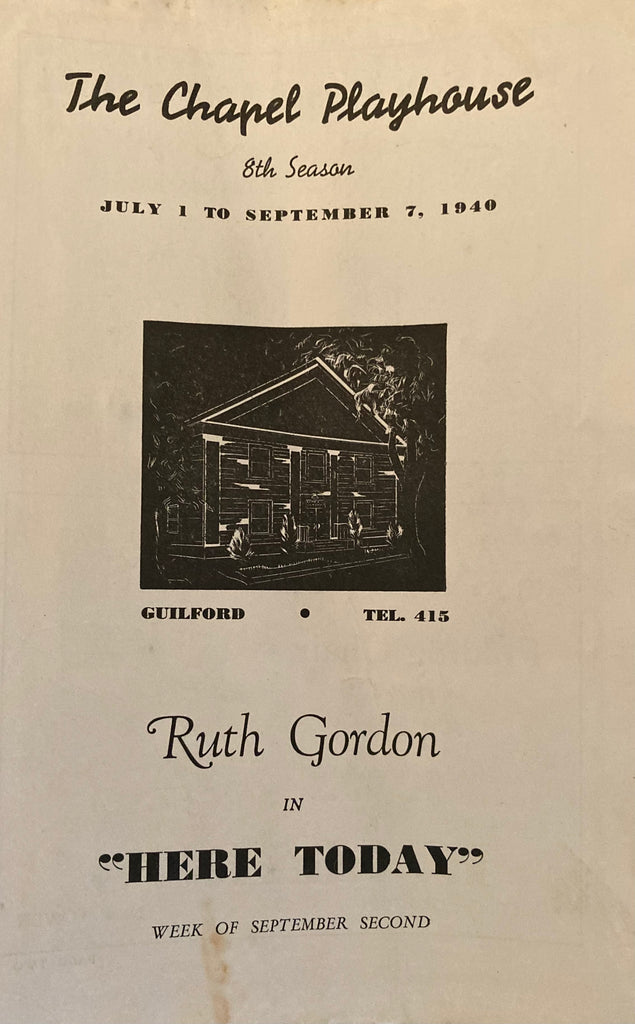 The Chapel Playhouse
8th Season
JULY 1 TO SEPTEMBER 7, 1940
GUILFORD • TEL. 415
Ruth Gordon
IN
“HERE TODAY”
WEEK OF SEPTEMBER SECOND